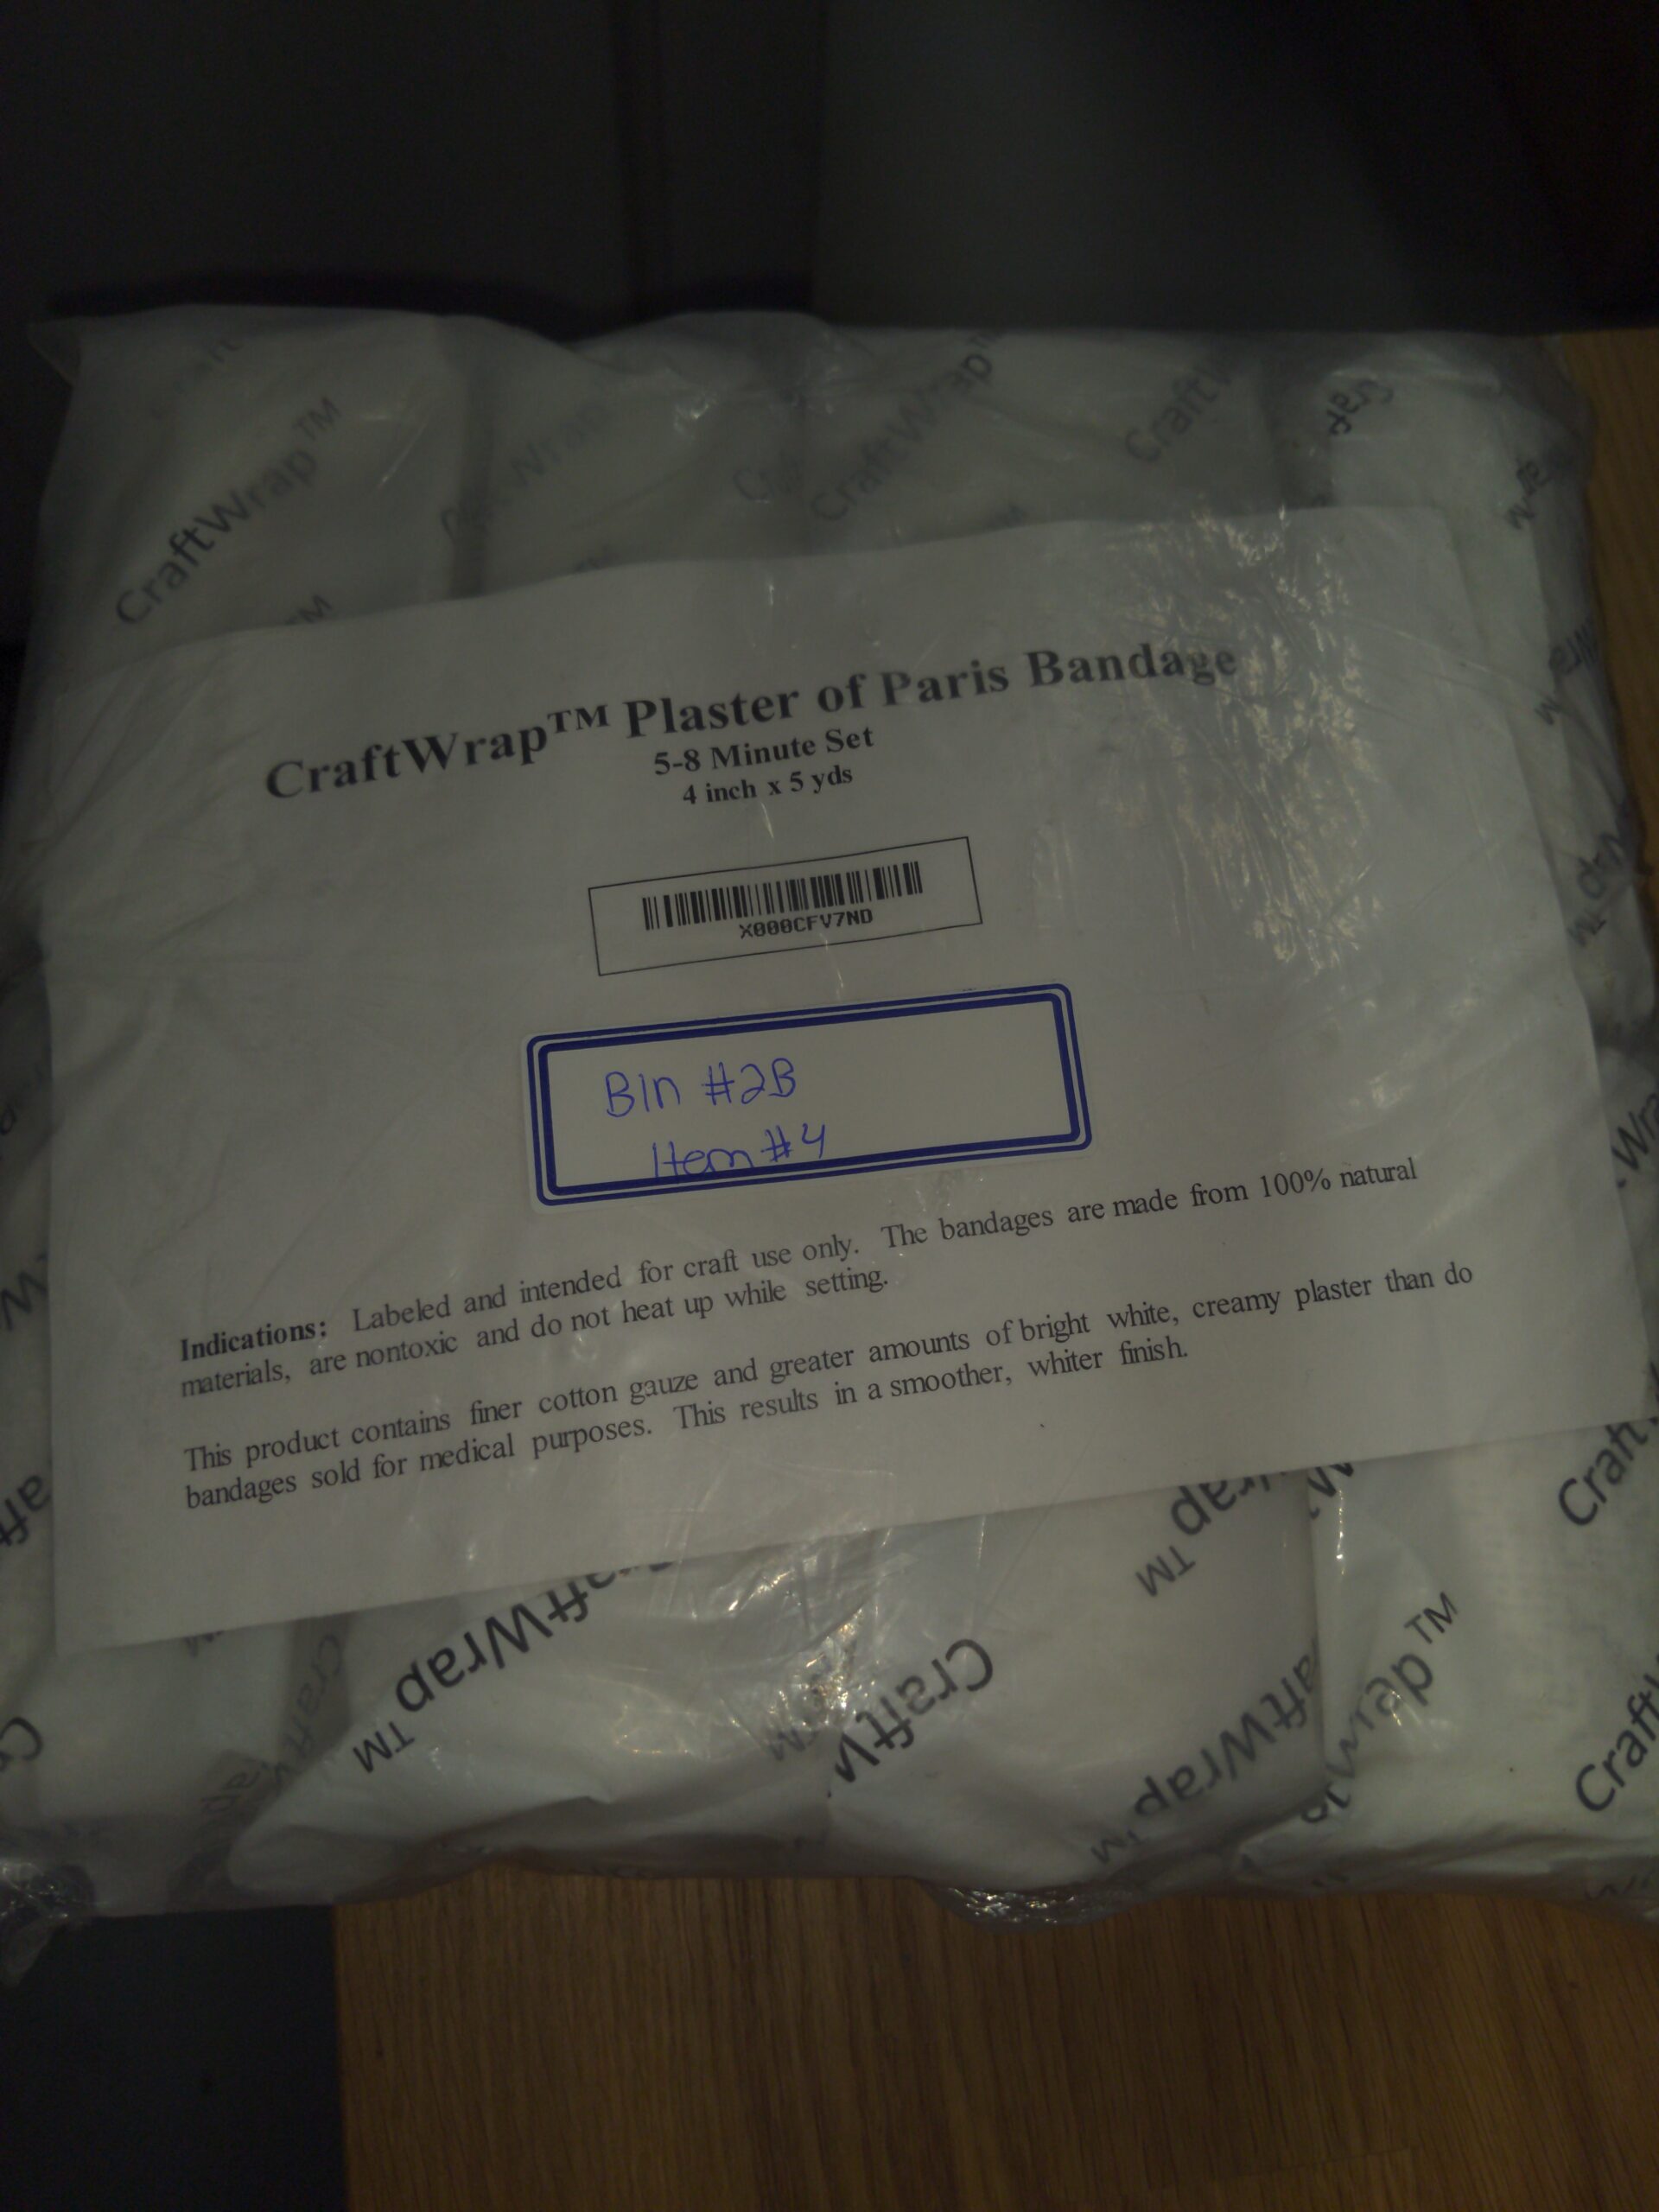 CraftWrap™
CraftWrap™
CraftWrap™ Plaster of Paris Bandage
5-8 Minute Set
4 inch x 5 yds
X000CFV7ND
Bin #2B
Item #4
Indications: Labeled and intended for craft use only. The bandages are made from 100% natural
materials, are nontoxic and do not heat up while setting.
This product contains finer cotton gauze and greater amounts of bright white, creamy plaster than do
bandages sold for medical purposes. This results in a smoother, whiter finish.